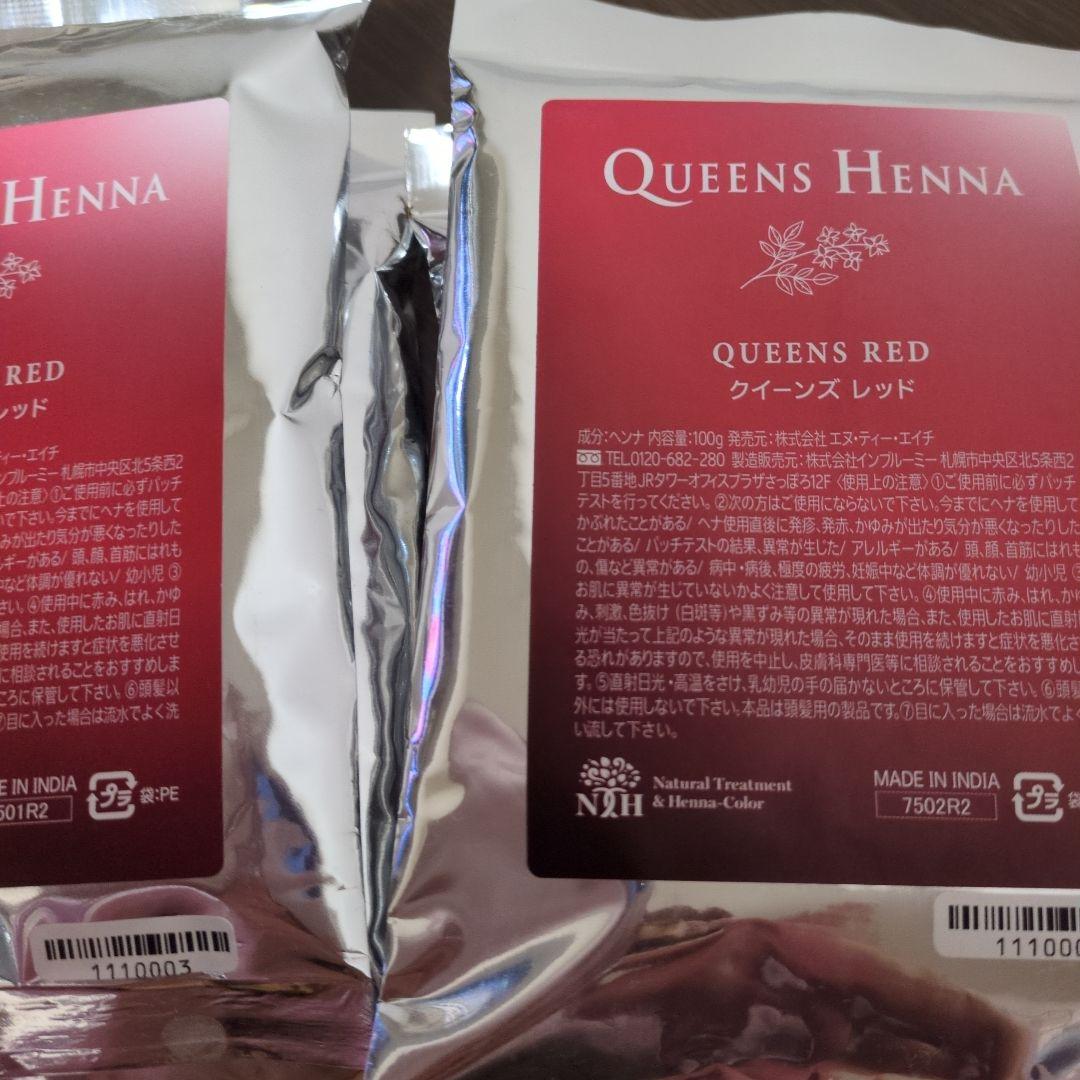 HENNA
RED
レッド
ティー・エイチ
ンブルーミー 札幌市中央区北5条西2
上の注意〉①ご使用前に必ずパッチ
いで下さい。今までにヘナを使用して
ゆみが出たり気分が悪くなったりした
ルギーがある/ 頭、顔、首筋にはれも
中など体調が優れない/ 幼小児 ③
さい。④使用中に赤み、はれ、かゆ
場合、また、使用したお肌に直射日
使用を続けますと症状を悪化させ
に相談されることをおすすめしま
ころに保管して下さい。⑥頭髪以
⑦目に入った場合は流水でよく洗
E IN INDIA
501R2
プラ
袋:PE
1110003
QUEENS HENNA
QUEENS RED
クイーンズ レッド
成分:ヘンナ 内容量:100g 発売元:株式会社 エヌ・ティー・エイチ
TEL.0120-682-280 製造販売元:株式会社インブルーミー 札幌市中央区北5条西2
丁目5番地JRタワーオフィスプラザさっぽろ12F 〈使用上の注意〉①ご使用前に必ずパッチ
テストを行ってください。②次の方はご使用にならないで下さい。今までにヘナを使用して
かぶれたことがある/ ヘナ使用直後に発疹、発赤、かゆみが出たり気分が悪くなったりした
ことがある/ パッチテストの結果、異常が生じた/ アレルギーがある/ 頭、顔、首筋にはれも
の、傷など異常がある/ 病中・病後、極度の疲労、妊娠中など体調が優れない/ 幼小児 ③
お肌に異常が生じていないかよく注意して使用して下さい。④使用中に赤み、はれ、かゆ
み、刺激、色抜け(白斑等)や黒ずみ等の異常が現れた場合、また、使用したお肌に直射
光が当たって上記のような異常が現れた場合、そのまま使用を続けますと症状を悪化さ
る恐れがありますので、使用を中止し、皮膚科専門医等に相談されることをおすすめし
す。⑤直射日光・高温をさけ、乳幼児の手の届かないところに保管して下さい。⑥頭髪
外には使用しないで下さい。本品は頭髪用の製品です。⑦目に入った場合は流水でよく
い流して下さい。
NTH
Natural Treatment
& Henna-Color
MADE IN INDIA
7502R2
プラ
袋
111000